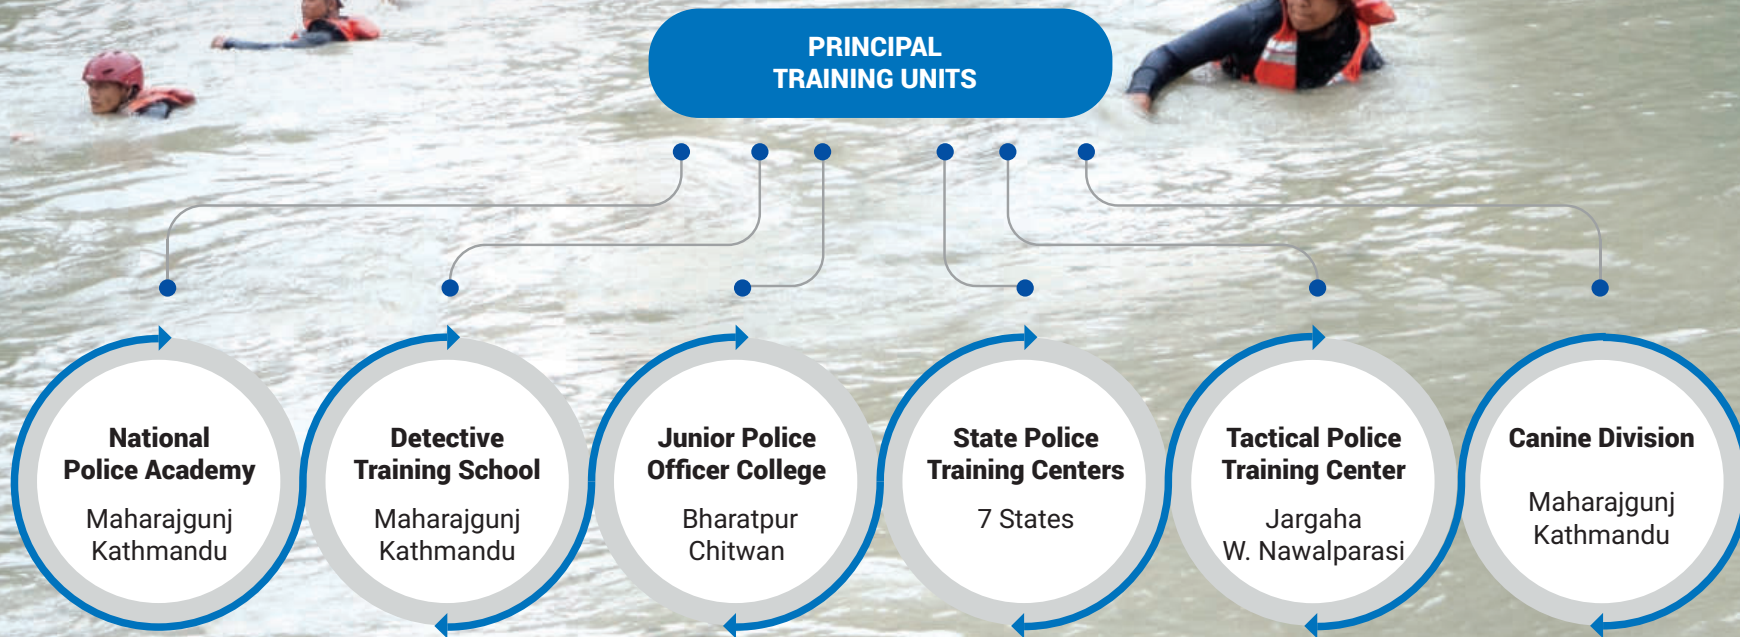 PRINCIPAL
TRAINING UNITS
National
Police Academy
Maharajgunj
Kathmandu
Detective
Training School
Maharajgunj
Kathmandu
Junior Police
Officer College
Bharatpur
Chitwan
State Police
Training Centers
7 States
Tactical Police
Training Center
Jargaha
W. Nawalparasi
Canine Division
Maharajgunj
Kathmandu